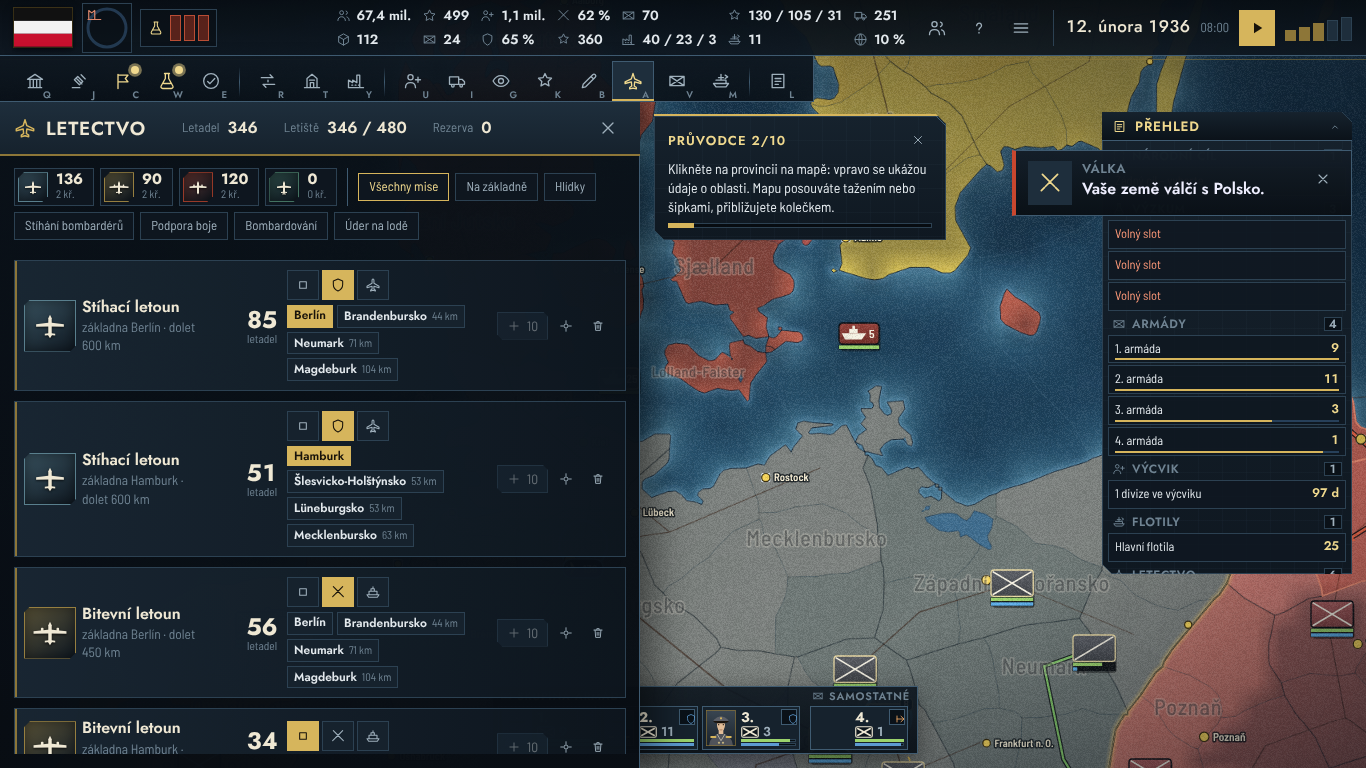 67,4 mil. 499 1,1 mil. 62 % 70 130 / 105 / 31 251
112 24 65 % 360 40 / 23 / 3 11 10 %
12. února 1936 08:00
Q J C W E R T Y U I G K B A V M L
LETECTVO Letadel 346 Letiště 346 / 480 Rezerva 0
136 2 kř. 90 2 kř. 120 2 kř. 0 0 kř.
Všechny mise Na základně Hlídky
Stíhání bombardérů Podpora boje Bombardování Úder na lodě
Stíhací letoun
základna Berlín · dolet
600 km
85
letadel
Berlín Brandenbursko 44 km
Neumark 71 km
Magdeburk 104 km
+ 10
Stíhací letoun
základna Hamburk ·
dolet 600 km
51
letadel
Hamburk
Šlesvicko-Holštýnsko 53 km
Lüneburgsko 53 km
Mecklenbursko 63 km
+ 10
Bitevní letoun
základna Berlín · dolet
450 km
56
letadel
Berlín Brandenbursko 44 km
Neumark 71 km
Magdeburk 104 km
+ 10
Bitevní letoun
základna Hamburk ·
34
letadel
+ 10
PRŮVODCE 2/10
Klikněte na provincii na mapě: vpravo se ukážou
údaje o oblasti. Mapu posouváte tažením nebo
šipkami, přibližujete kolečkem.
PŘEHLED
VÁLKA
Vaše země válčí s Polsko.
Volný slot
Volný slot
Volný slot
ARMÁDY 4
1. armáda 9
2. armáda 11
3. armáda 3
4. armáda 1
VÝCVIK 1
1 divize ve výcviku 97 d
FLOTILY 1
Hlavní flotila 25
LETECTVO
Sjælland
Lolland-Falster
5
Rostock
Lübeck
Mecklenbursko
gsko
Neumark
Poznaň
Poznaň
Frankfurt n. O.
SAMOSTATNÉ
2. 11
3. 3
4. 1